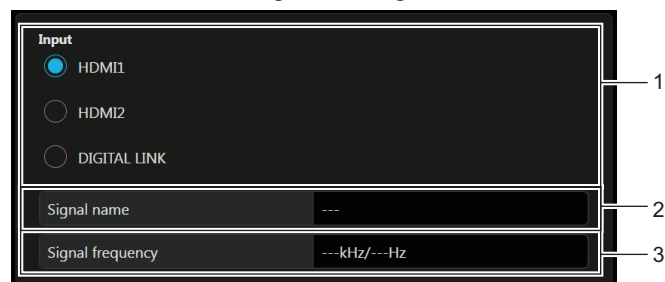 Input
HDMI1
1
HDMI2
DIGITAL LINK
Signal name ---
2
Signal frequency ---kHz/---Hz
3